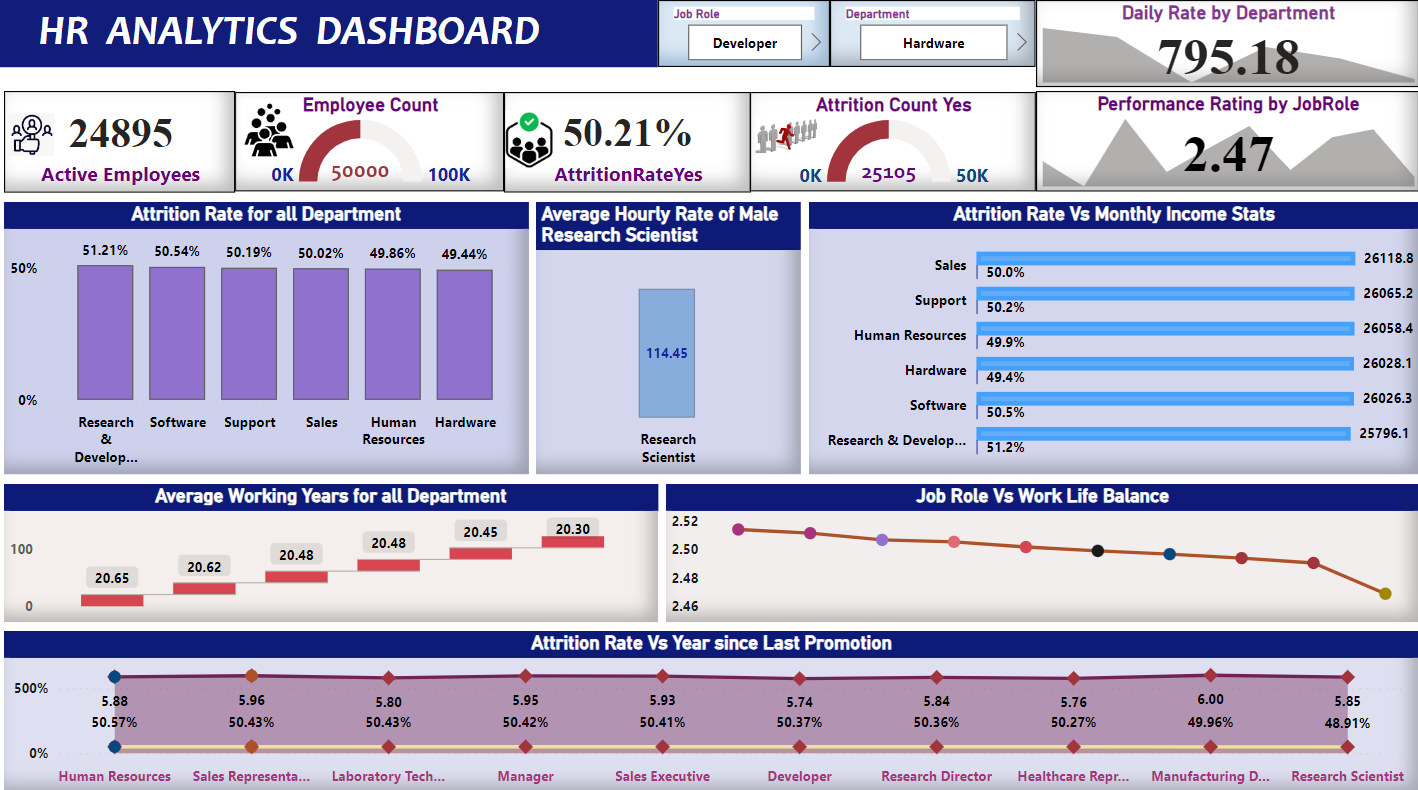 HR ANALYTICS DASHBOARD
Job Role
Developer
Department
Hardware
Daily Rate by Department
795.18
24895
Active Employees
Employee Count
0K
50000
100K
50.21%
AttritionRateYes
Attrition Count Yes
0K
25105
50K
Performance Rating by JobRole
2.47
Attrition Rate for all Department
51.21% 50.54% 50.19% 50.02% 49.86% 49.44%
50%
0%
Research & Develop... Software Support Sales Human Resources Hardware
Average Hourly Rate of Male
Research Scientist
114.45
Research
Scientist
Attrition Rate Vs Monthly Income Stats
Sales 26118.8
50.0%
Support 26065.2
50.2%
Human Resources 26058.4
49.9%
Hardware 26028.1
49.4%
Software 26026.3
50.5%
Research & Develop... 25796.1
51.2%
Average Working Years for all Department
100
0
20.65 20.62 20.48 20.48 20.45 20.30
Job Role Vs Work Life Balance
2.52
2.50
2.48
2.46
Attrition Rate Vs Year since Last Promotion
500%
5.88 5.96 5.80 5.95 5.93 5.74 5.84 5.76 6.00 5.85
50.57% 50.43% 50.43% 50.42% 50.41% 50.37% 50.36% 50.27% 49.96% 48.91%
0%
Human Resources Sales Representa... Laboratory Tech... Manager Sales Executive Developer Research Director Healthcare Repr... Manufacturing D... Research Scientist